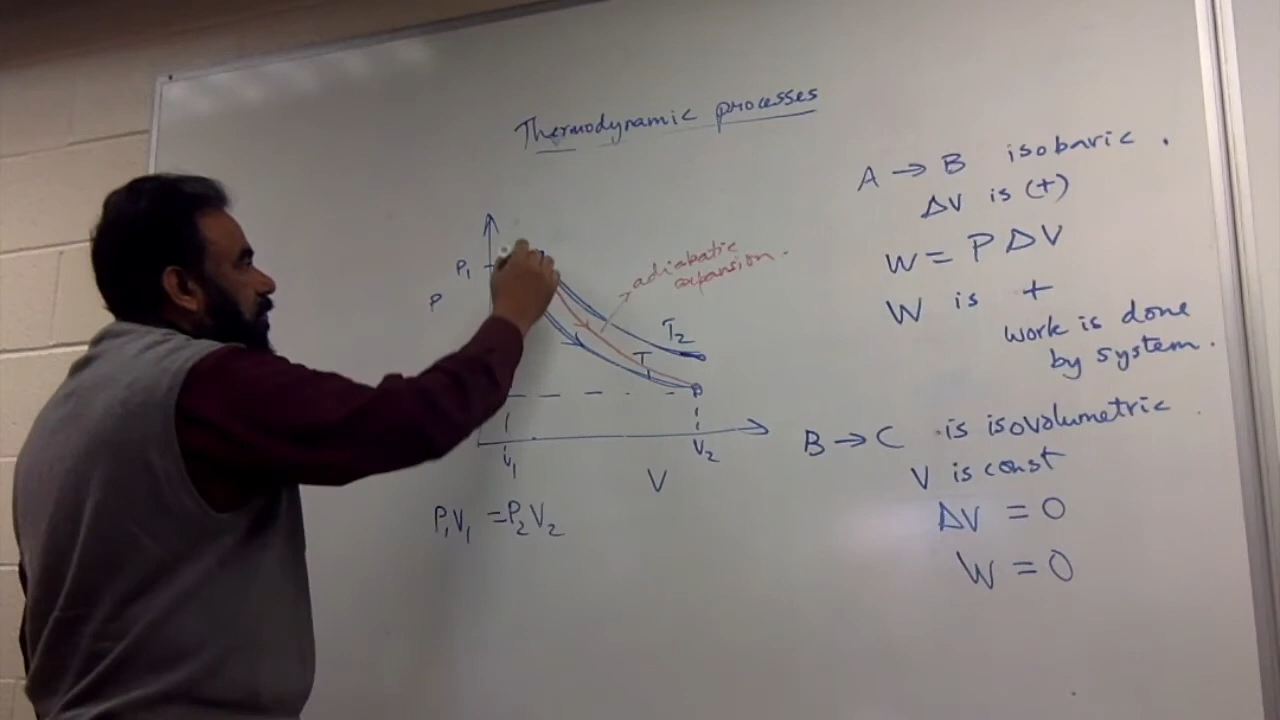 Thermodynamic processes
P₁
P
adiabatic
expansion.
T₂
T₁
V₁
V₂
V
P₁V₁ = P₂V₂
A → B isobaric.
ΔV is (+)
W = P ΔV
W is +
work is done
by system.
B → C is isovolumetric
V is const
ΔV = 0
W = 0